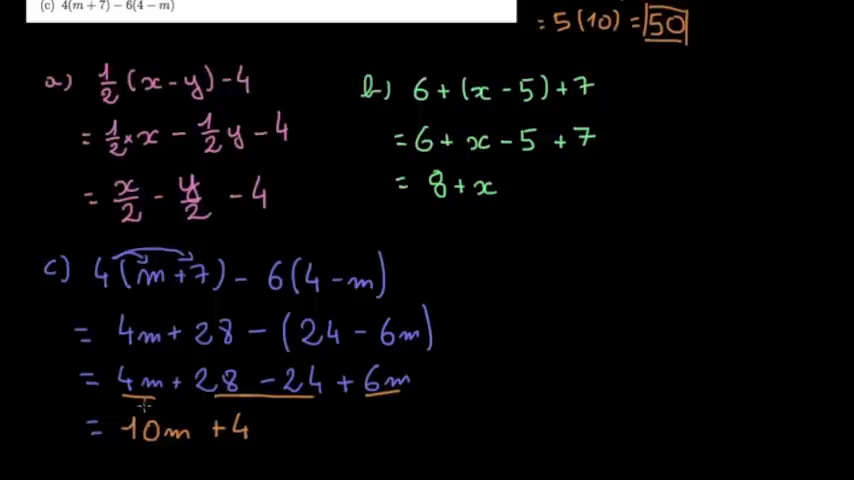 (c) 4(m + 7) − 6(4 − m)
= 5(10) = 50
a) 1/2 (x - y) - 4
= 1/2 × x - 1/2 y - 4
= x/2 - y/2 - 4
b) 6 + (x - 5) + 7
= 6 + x - 5 + 7
= 8 + x
c) 4(m + 7) - 6(4 - m)
= 4m + 28 - (24 - 6m)
= 4m + 28 - 24 + 6m
= 10m + 4